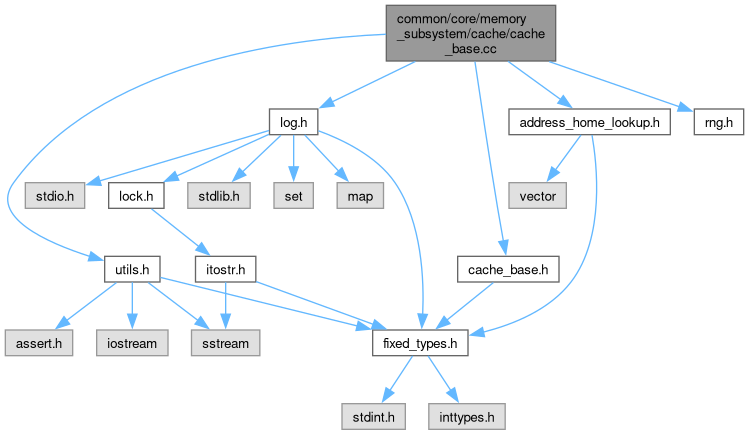 common/core/memory
_subsystem/cache/cache
_base.cc
log.h
address_home_lookup.h
rng.h
stdio.h
lock.h
stdlib.h
set
map
vector
utils.h
itostr.h
cache_base.h
assert.h
iostream
sstream
fixed_types.h
stdint.h
inttypes.h